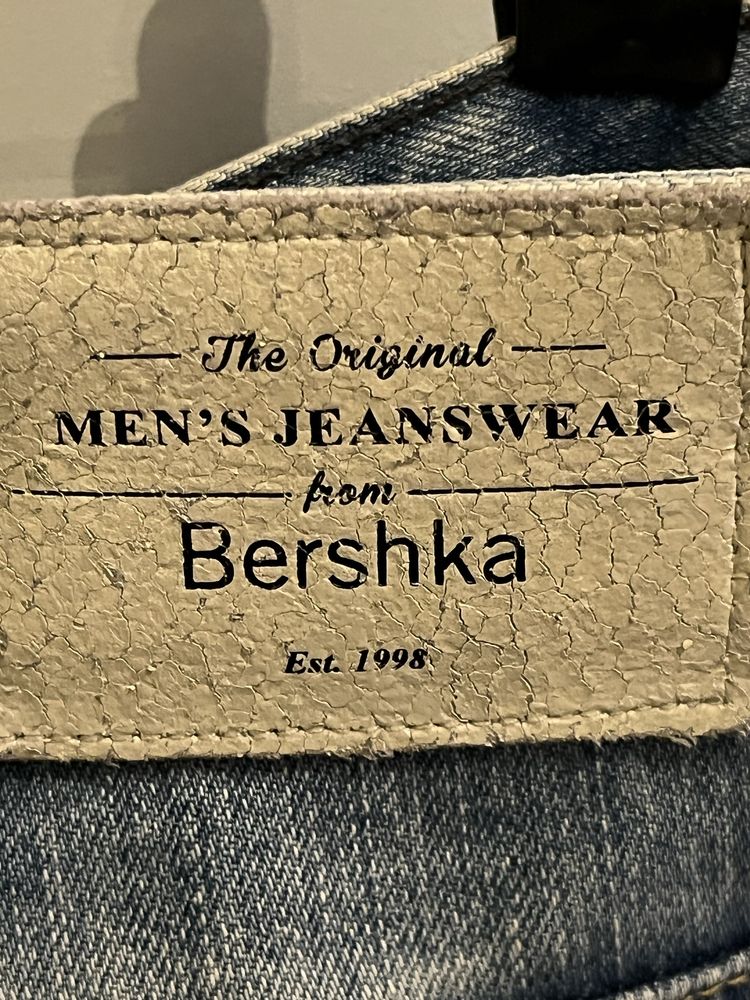 The Original
MEN'S JEANSWEAR
from
Bershka
Est. 1998